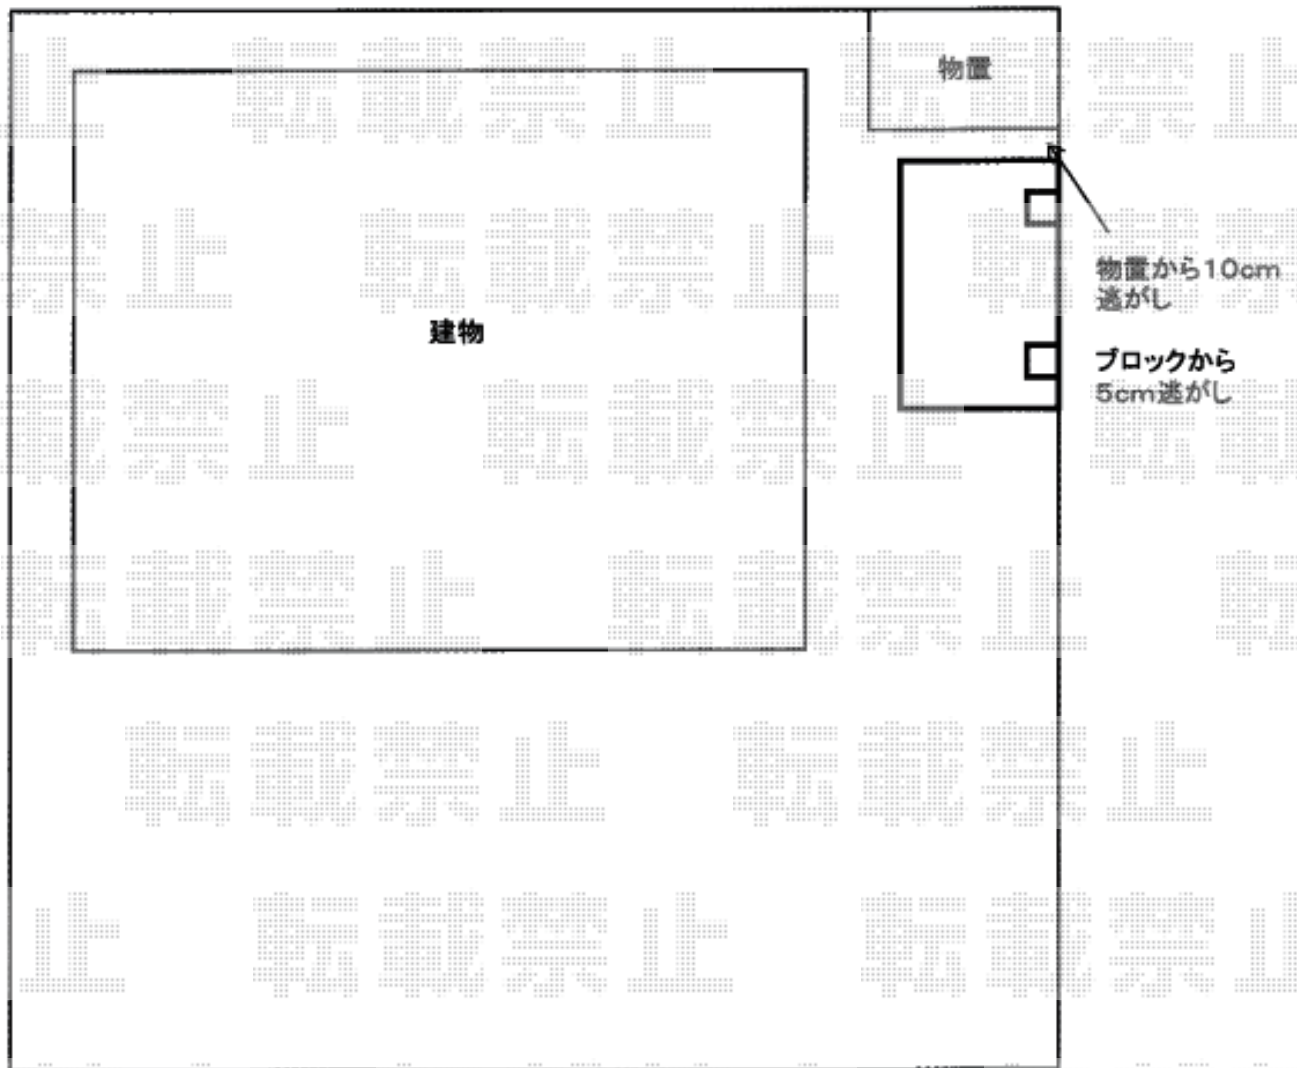 物置
物置から10cm
逃がし
建物
ブロックから
5cm逃がし
転載禁止